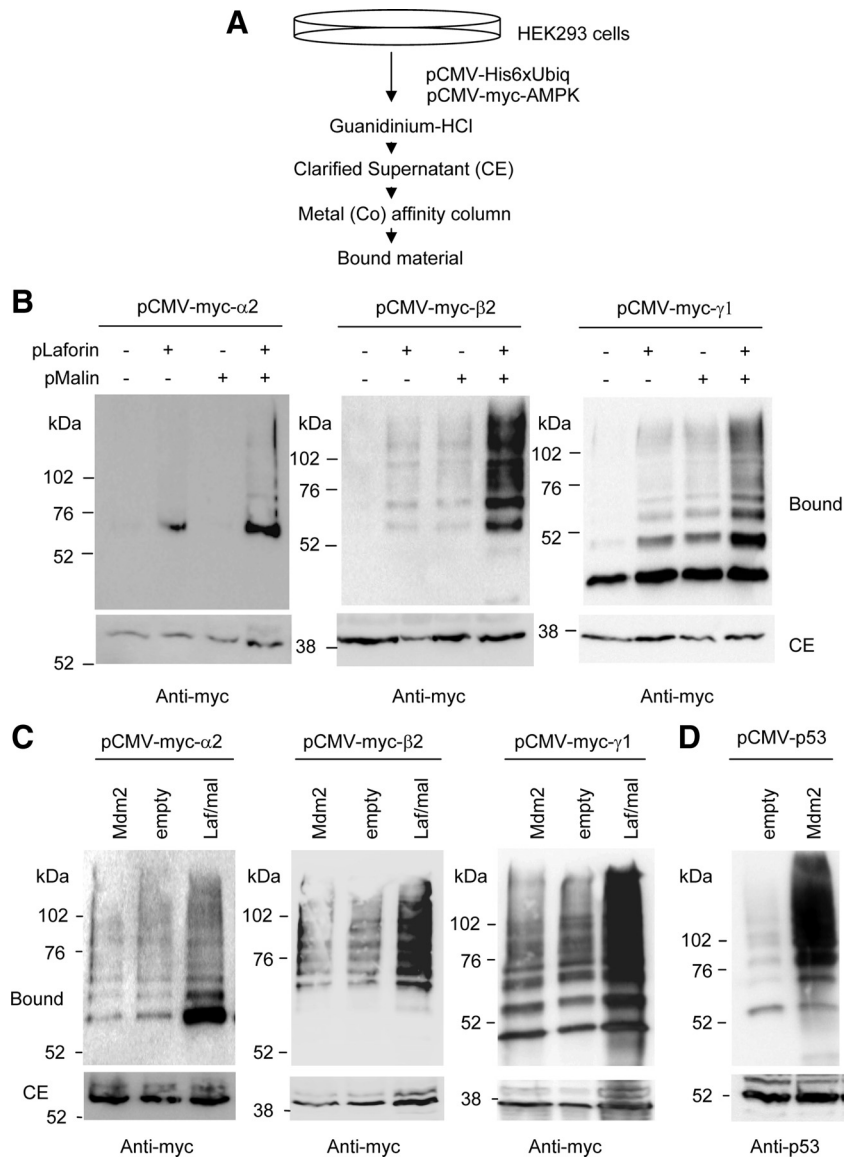 A
HEK293 cells
pCMV-His6xUbiq
pCMV-myc-AMPK
Guanidinium-HCl
Clarified Supernatant (CE)
Metal (Co) affinity column
Bound material
B
pCMV-myc-α2 pCMV-myc-β2 pCMV-myc-γ1
pLaforin - + - + - + - + - + - +
pMalin - - + + - - + + - - + +
kDa kDa kDa
102 102 102
76 76 76
52 52 52
Bound
52 38 38 CE
Anti-myc Anti-myc Anti-myc
C D
pCMV-myc-α2 pCMV-myc-β2 pCMV-myc-γ1 pCMV-p53
Mdm2 empty Laf/mal Mdm2 empty Laf/mal Mdm2 empty Laf/mal empty Mdm2
kDa kDa kDa kDa
102 102 102 102
76 76 76 76
Bound
52 52 52 52
CE
52 38 38 52
Anti-myc Anti-myc Anti-myc Anti-p53